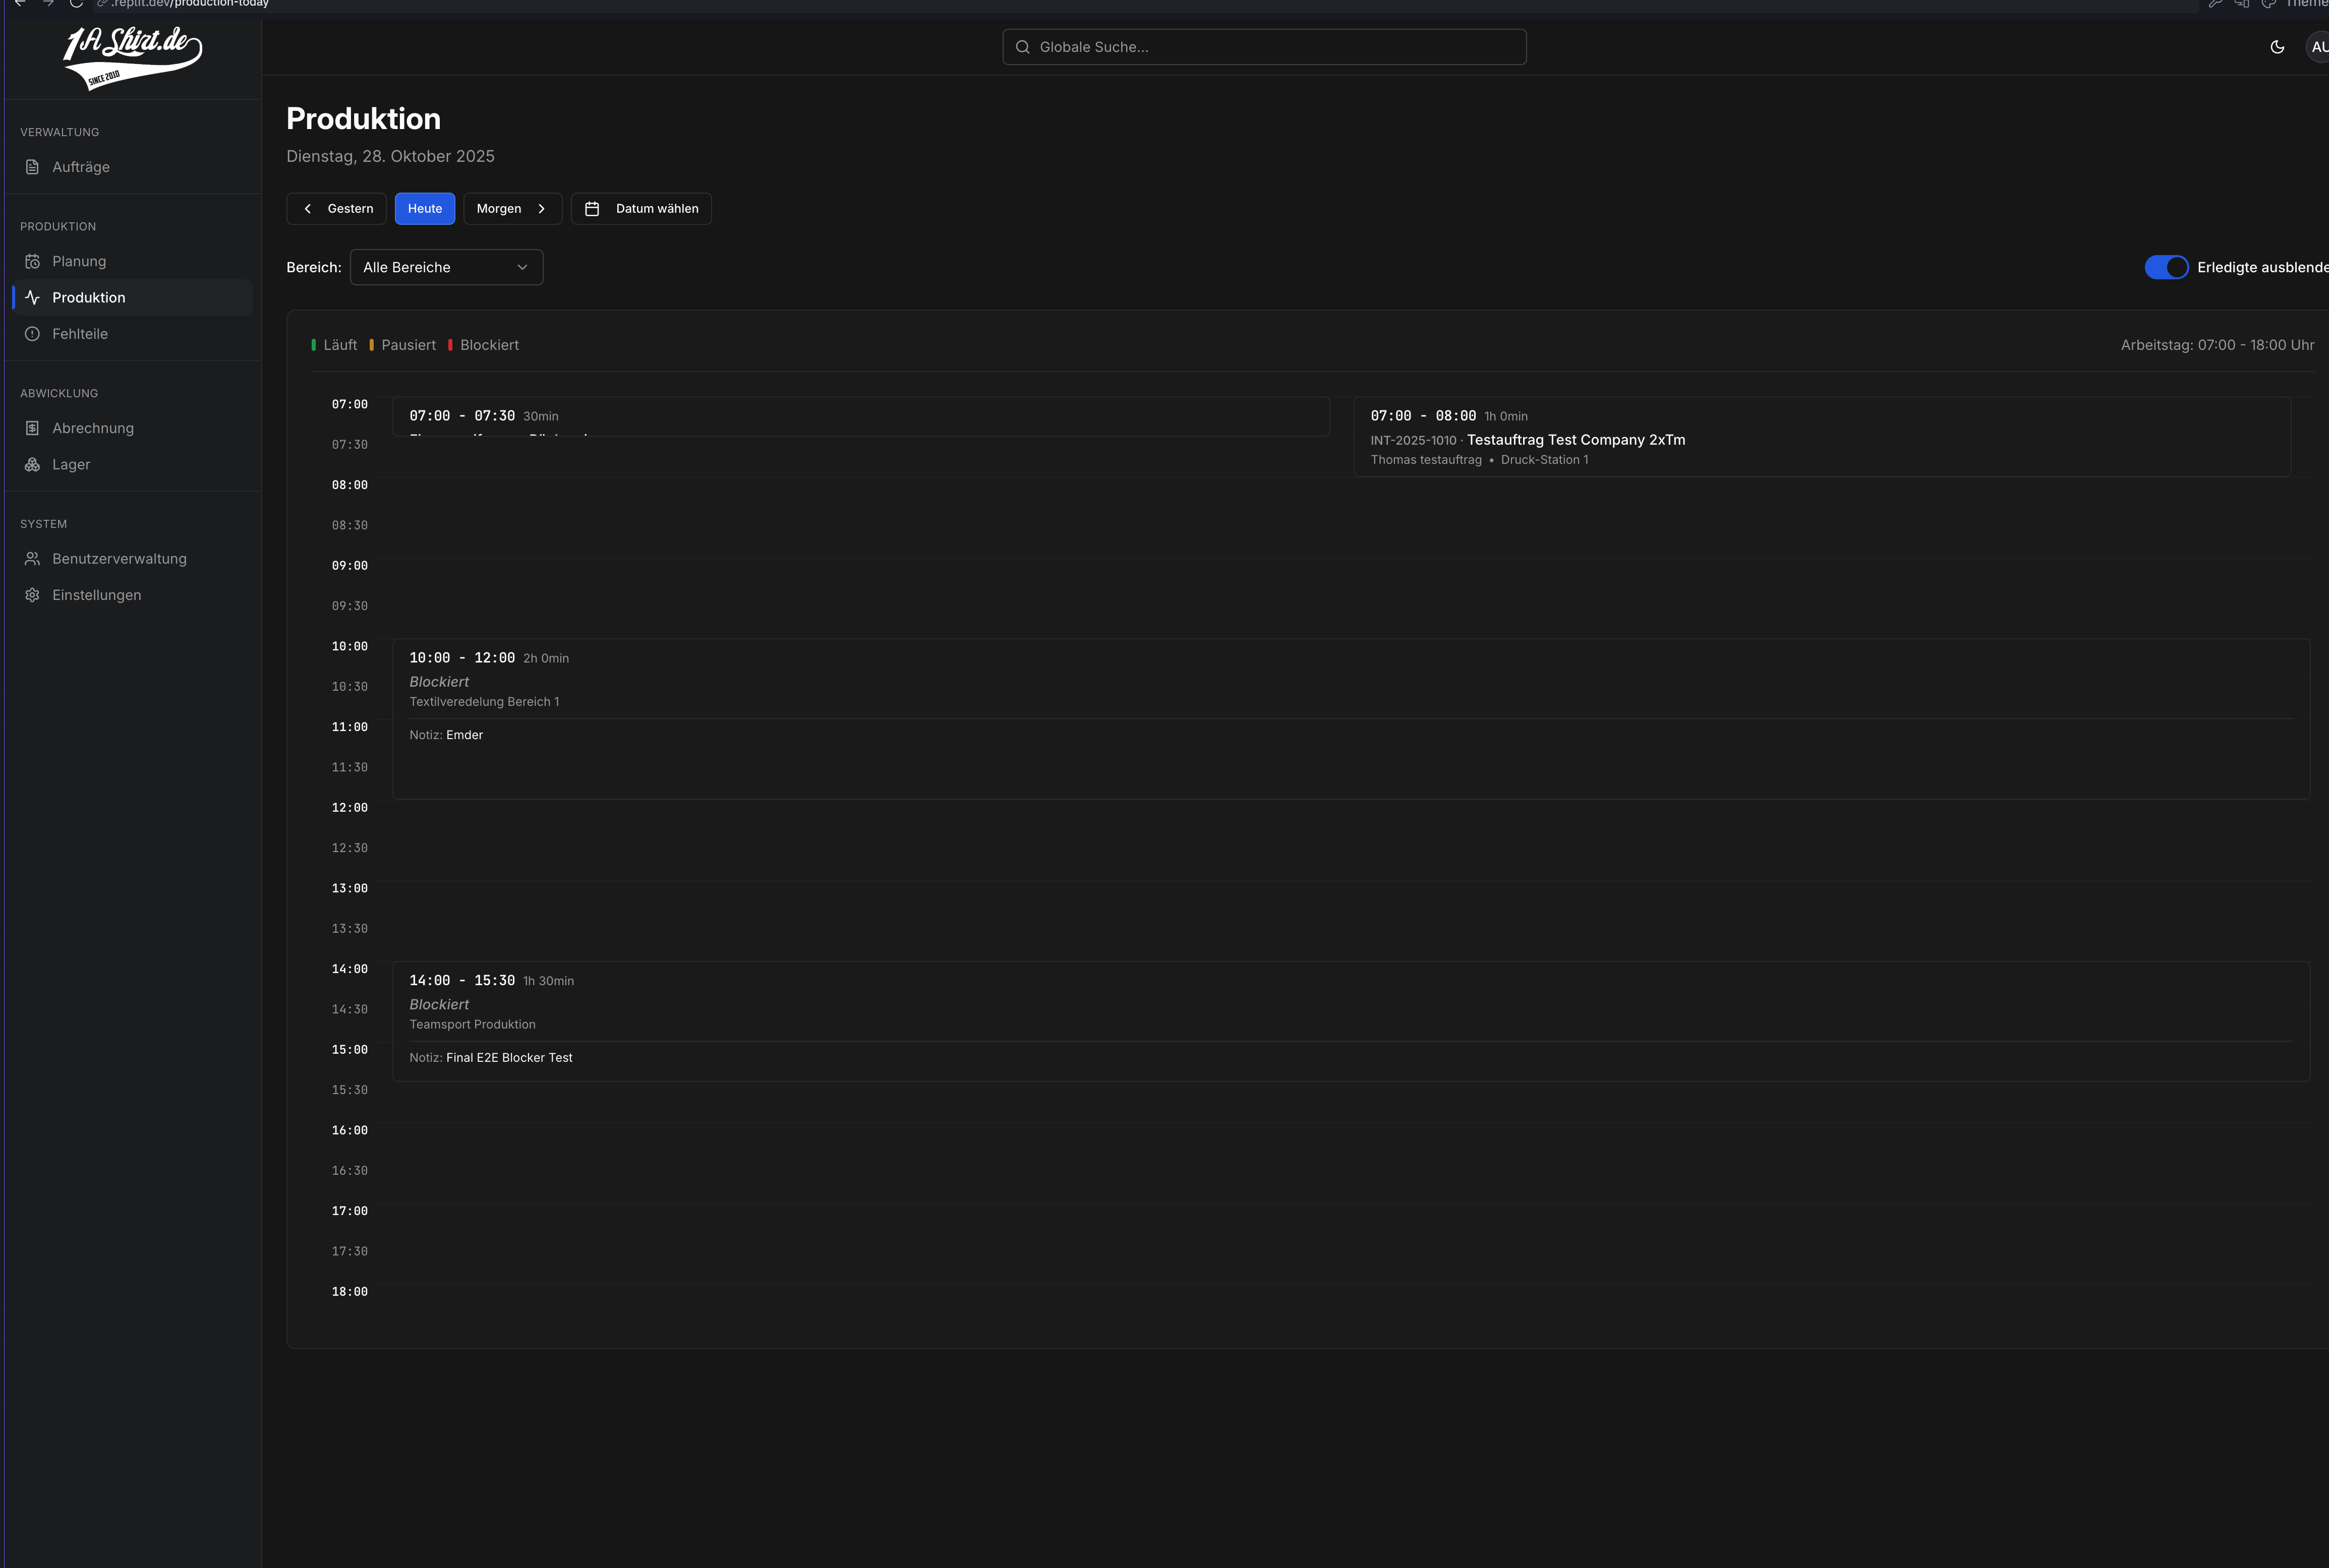 .replit.dev/production-today
1A Shirt.de
SINCE 2010
Globale Suche...
AU
VERWALTUNG
Aufträge
PRODUKTION
Planung
Produktion
Fehlteile
ABWICKLUNG
Abrechnung
Lager
SYSTEM
Benutzerverwaltung
Einstellungen
Produktion
Dienstag, 28. Oktober 2025
Gestern
Heute
Morgen
Datum wählen
Bereich:
Alle Bereiche
Erledigte ausblende
Läuft
Pausiert
Blockiert
Arbeitstag: 07:00 - 18:00 Uhr
07:00
07:00 - 07:30 30min
07:00 - 08:00 1h 0min
INT-2025-1010 · Testauftrag Test Company 2xTm
Thomas testauftrag • Druck-Station 1
07:30
08:00
08:30
09:00
09:30
10:00
10:00 - 12:00 2h 0min
Blockiert
Textilveredelung Bereich 1
Notiz: Emder
10:30
11:00
11:30
12:00
12:30
13:00
13:30
14:00
14:00 - 15:30 1h 30min
Blockiert
Teamsport Produktion
Notiz: Final E2E Blocker Test
14:30
15:00
15:30
16:00
16:30
17:00
17:30
18:00